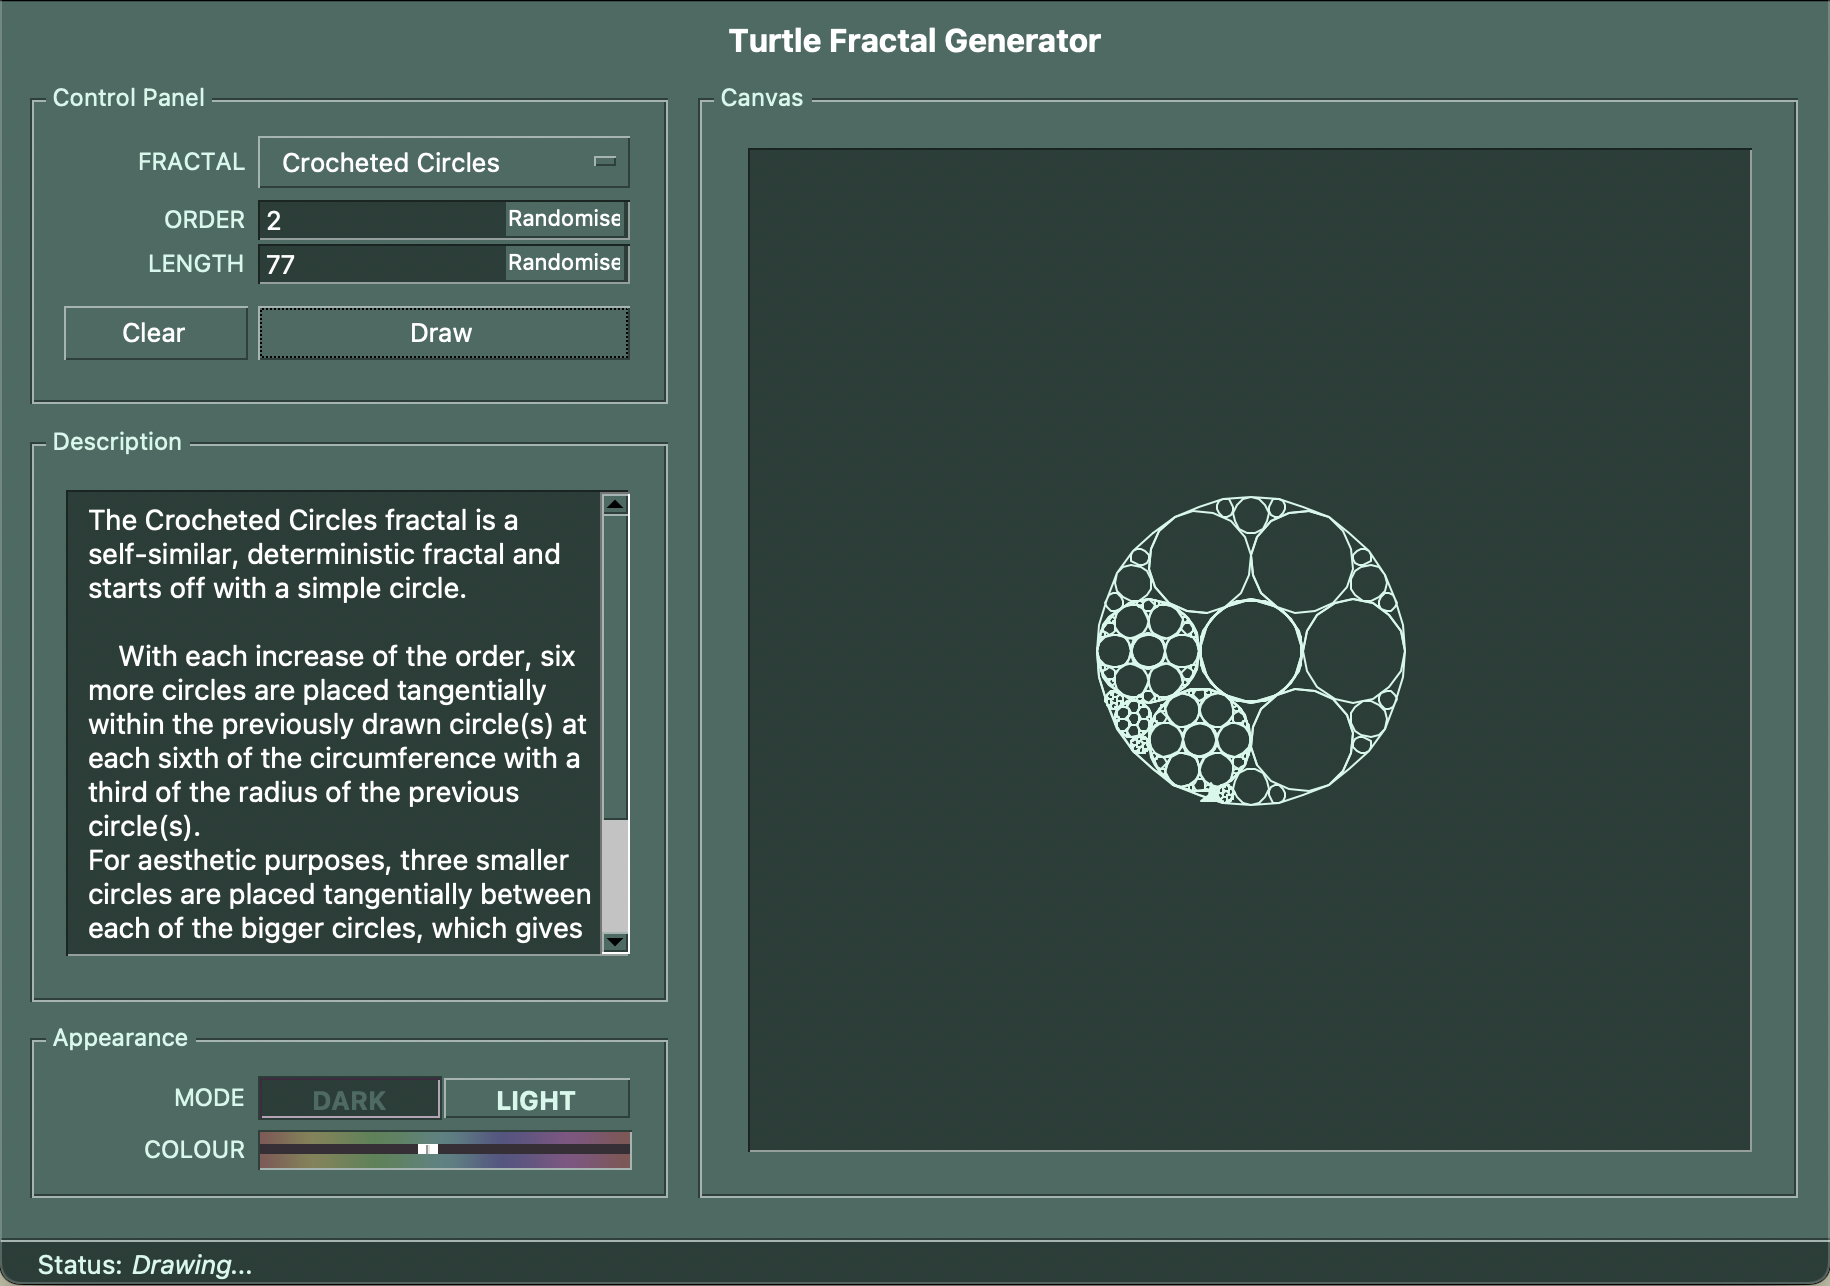 Turtle Fractal Generator
Control Panel
FRACTAL
Crocheted Circles
ORDER
2
Randomise
LENGTH
77
Randomise
Clear
Draw
Description
The Crocheted Circles fractal is a
self-similar, deterministic fractal and
starts off with a simple circle.
With each increase of the order, six
more circles are placed tangentially
within the previously drawn circle(s) at
each sixth of the circumference with a
third of the radius of the previous
circle(s).
For aesthetic purposes, three smaller
circles are placed tangentially between
each of the bigger circles, which gives
Appearance
MODE
DARK
LIGHT
COLOUR
Canvas
Status: Drawing...